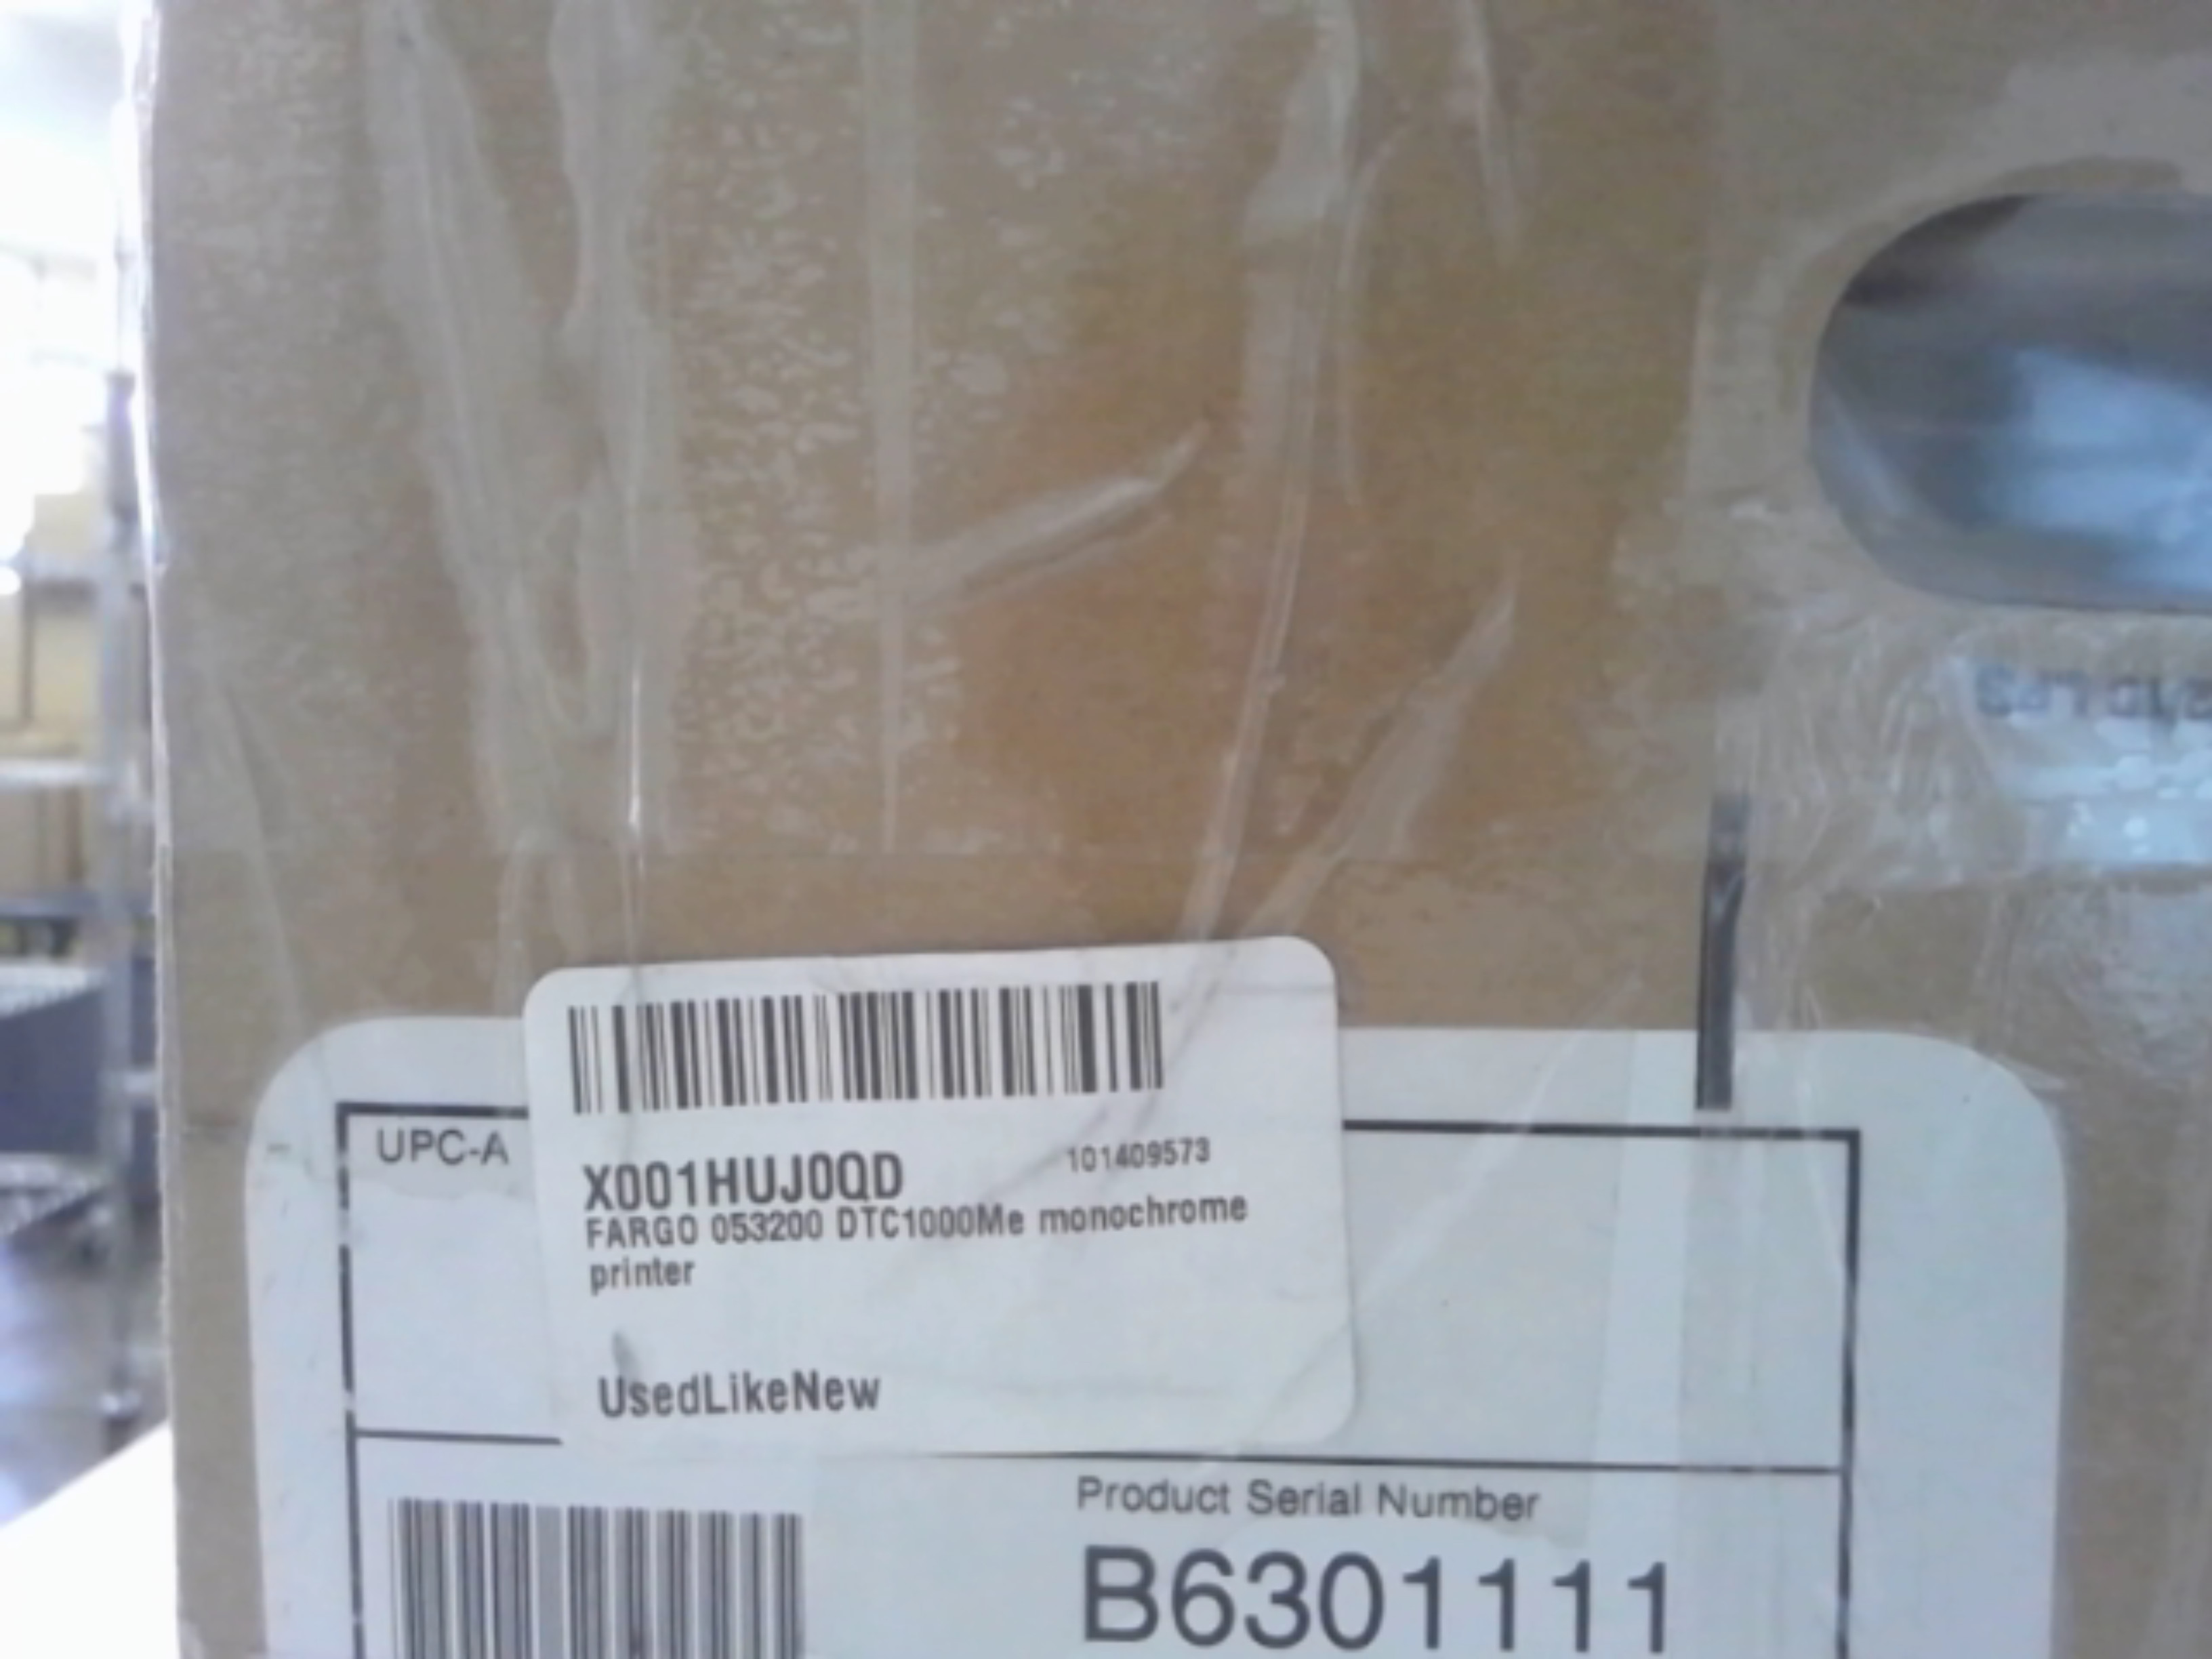 UPC-A
X001HUJ0QD 101409573
FARGO 053200 DTC1000Me monochrome
printer
UsedLikeNew
Product Serial Number
B6301111